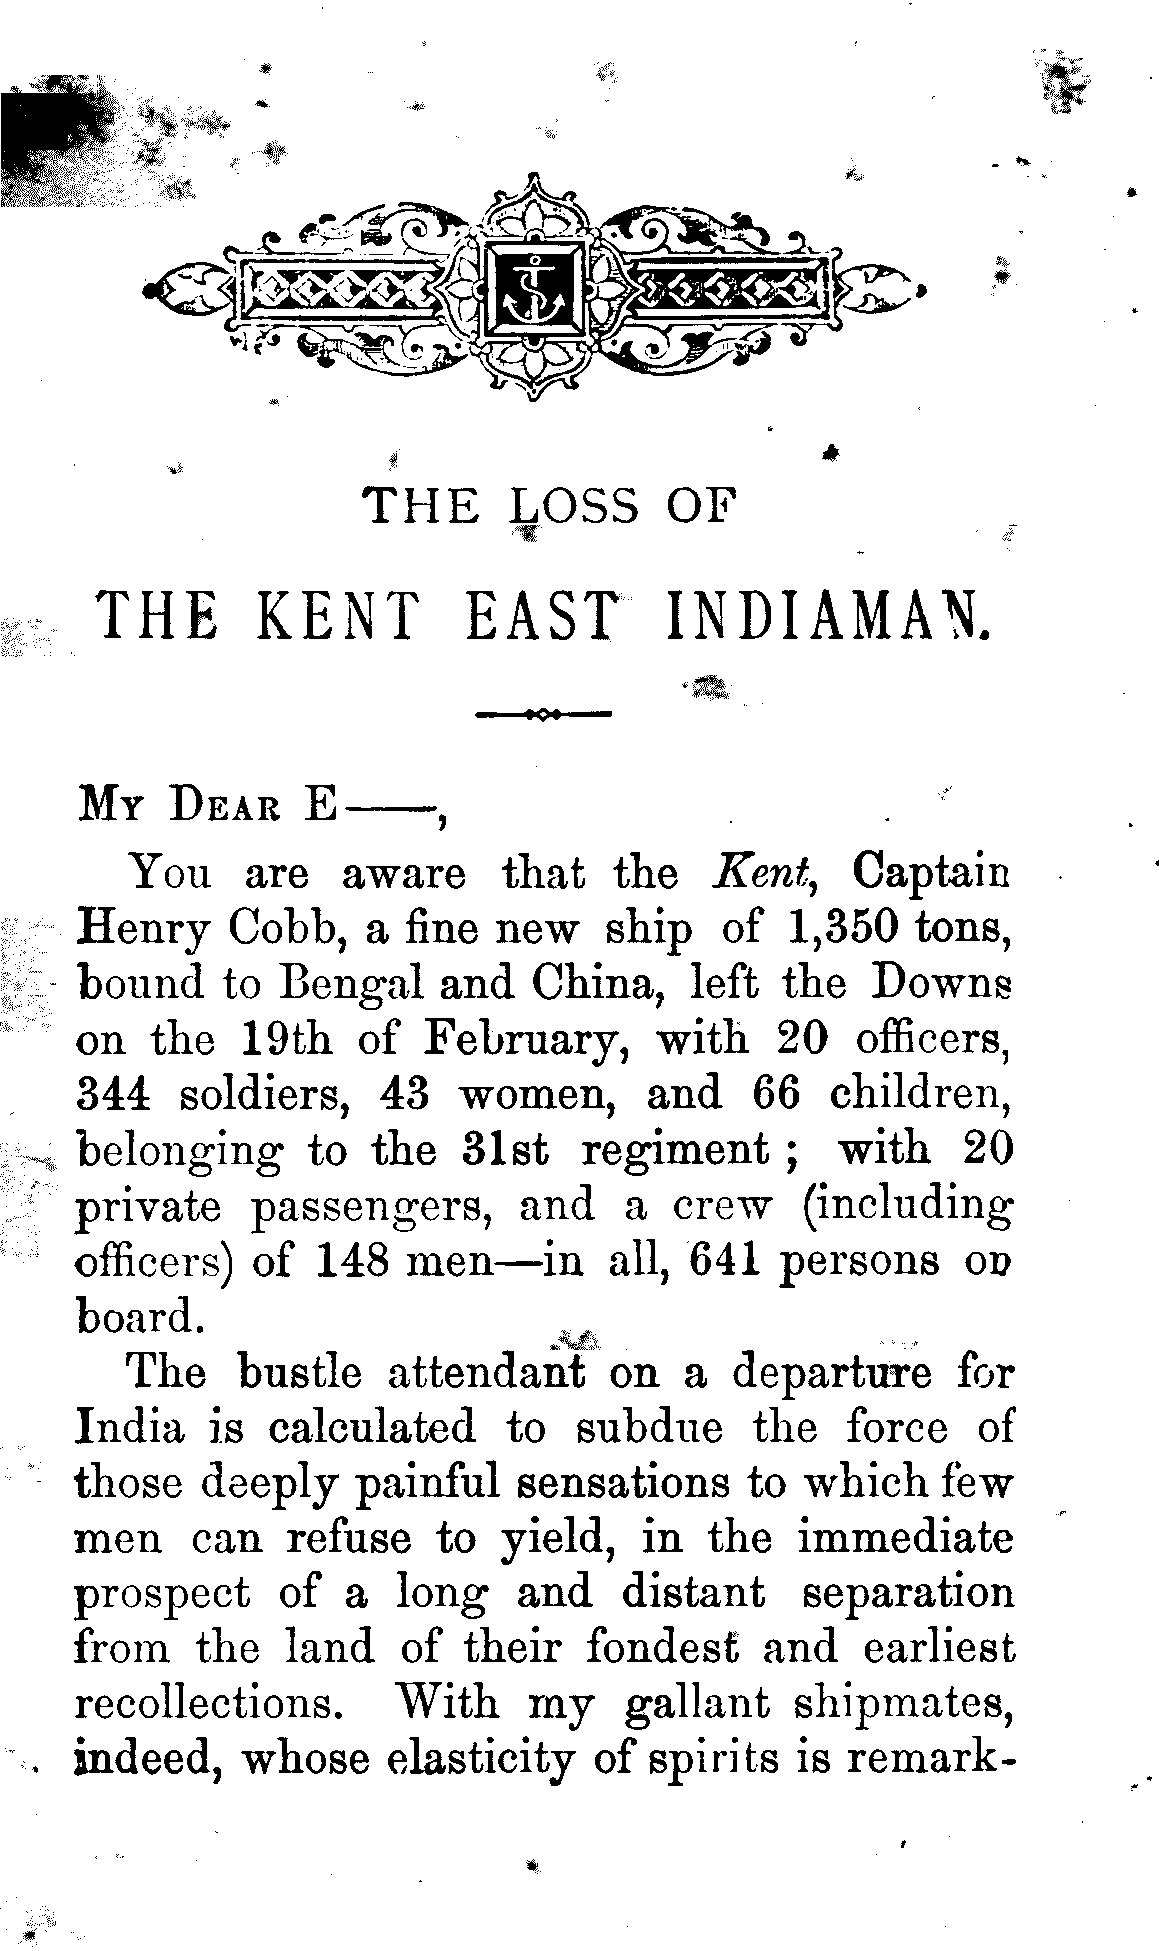 THE LOSS OF
THE KENT EAST INDIAMAN.
MY DEAR E——,
You are aware that the Kent, Captain
Henry Cobb, a fine new ship of 1,350 tons,
bound to Bengal and China, left the Downs
on the 19th of February, with 20 officers,
344 soldiers, 43 women, and 66 children,
belonging to the 31st regiment; with 20
private passengers, and a crew (including
officers) of 148 men—in all, 641 persons on
board.
The bustle attendant on a departure for
India is calculated to subdue the force of
those deeply painful sensations to which few
men can refuse to yield, in the immediate
prospect of a long and distant separation
from the land of their fondest and earliest
recollections. With my gallant shipmates,
indeed, whose elasticity of spirits is remark-